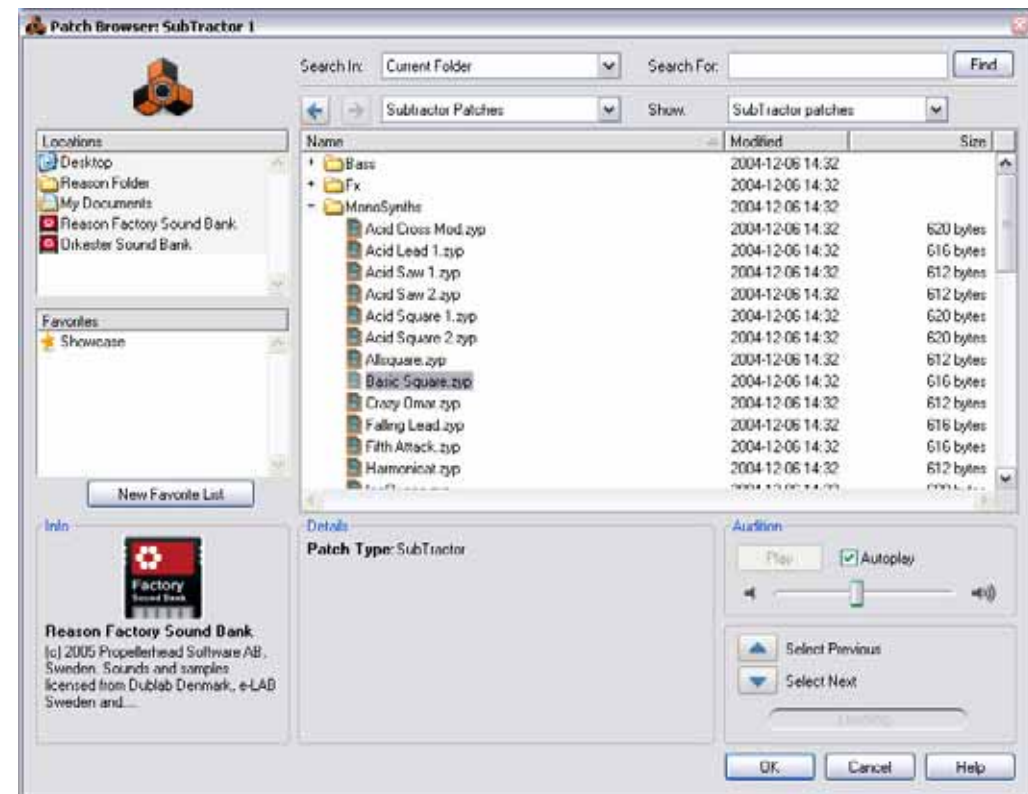 Patch Browser: SubTractor 1
Search In: Current Folder Search For: Find
Subtractor Patches Show: SubTractor patches
Locations
Desktop
Reason Folder
My Documents
Reason Factory Sound Bank
Orkester Sound Bank
Favorites
Showcase
New Favorite List
Name Modified Size
Bass 2004-12-06 14:32
Fx 2004-12-06 14:32
MonoSynths 2004-12-06 14:32
Acid Cross Mod.zyp 2004-12-06 14:32 620 bytes
Acid Lead 1.zyp 2004-12-06 14:32 616 bytes
Acid Saw 1.zyp 2004-12-06 14:32 612 bytes
Acid Saw 2.zyp 2004-12-06 14:32 612 bytes
Acid Square 1.zyp 2004-12-06 14:32 620 bytes
Acid Square 2.zyp 2004-12-06 14:32 620 bytes
Allsquare.zyp 2004-12-06 14:32 612 bytes
Basic Square.zyp 2004-12-06 14:32 616 bytes
Crazy Omar.zyp 2004-12-06 14:32 612 bytes
Falling Lead.zyp 2004-12-06 14:32 616 bytes
Fifth Attack.zyp 2004-12-06 14:32 616 bytes
Harmonicat.zyp 2004-12-06 14:32 612 bytes
Info
Factory
Sound Bank
Reason Factory Sound Bank
(c) 2005 Propellerhead Software AB,
Sweden. Sounds and samples
licensed from Dublab Denmark, e-LAB
Sweden and...
Details
Patch Type: SubTractor
Audition
Play Autoplay
Select Previous
Select Next
OK Cancel Help